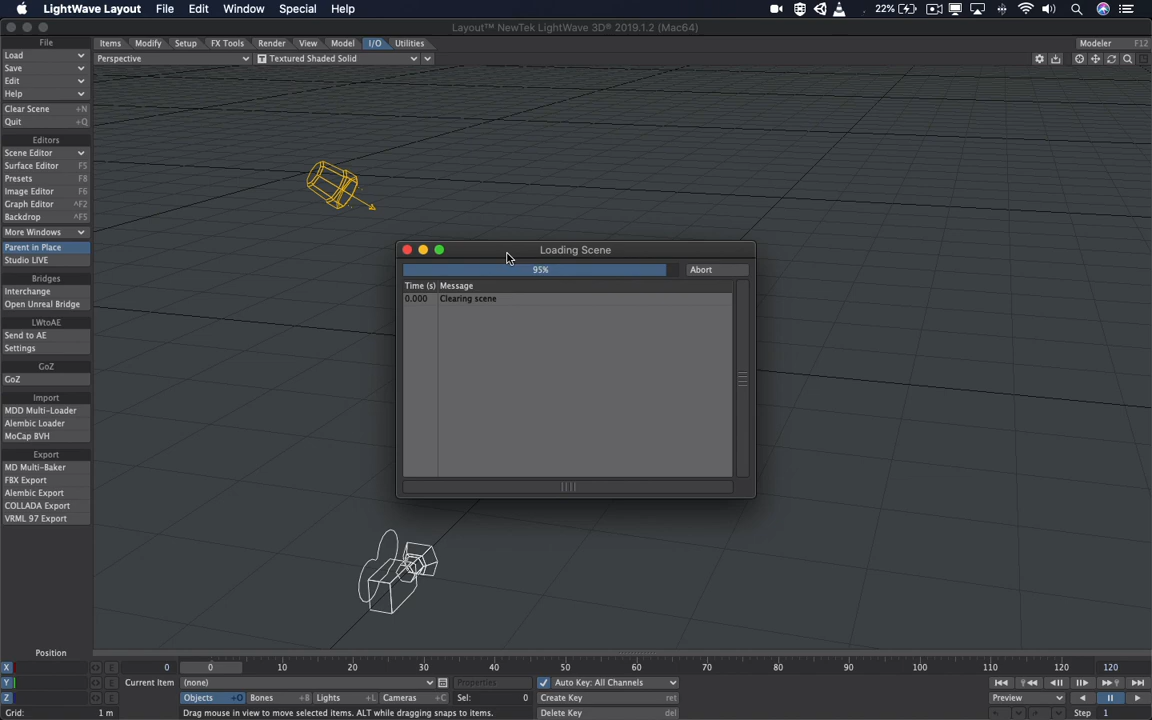 LightWave Layout File Edit Window Special Help 22%
Layout™ NewTek LightWave 3D® 2019.1.2 (Mac64)
File
Items Modify Setup FX Tools Render View Model I/O Utilities Modeler F12
Load
Perspective Textured Shaded Solid
Save
Edit
Help
Clear Scene +N
Quit +Q
Editors
Scene Editor
Surface Editor F5
Presets F8
Image Editor F6
Graph Editor ^F2
Backdrop ^F5
More Windows
Parent in Place
Studio LIVE
Bridges
Interchange
Open Unreal Bridge
LWtoAE
Send to AE
Settings
GoZ
GoZ
Import
MDD Multi-Loader
Alembic Loader
MoCap BVH
Export
MD Multi-Baker
FBX Export
Alembic Export
COLLADA Export
VRML 97 Export
Loading Scene
95% Abort
Time (s) Message
0.000 Clearing scene
Position
X E 0 0 10 20 30 40 50 60 70 80 90 100 110 120 120
Y E Current Item (none) Properties Auto Key: All Channels
Z E Objects +O Bones +B Lights +L Cameras +C Sel: 0 Create Key ret Preview
Grid: 1 m Drag mouse in view to move selected items. ALT while dragging snaps to items. Delete Key del Step 1